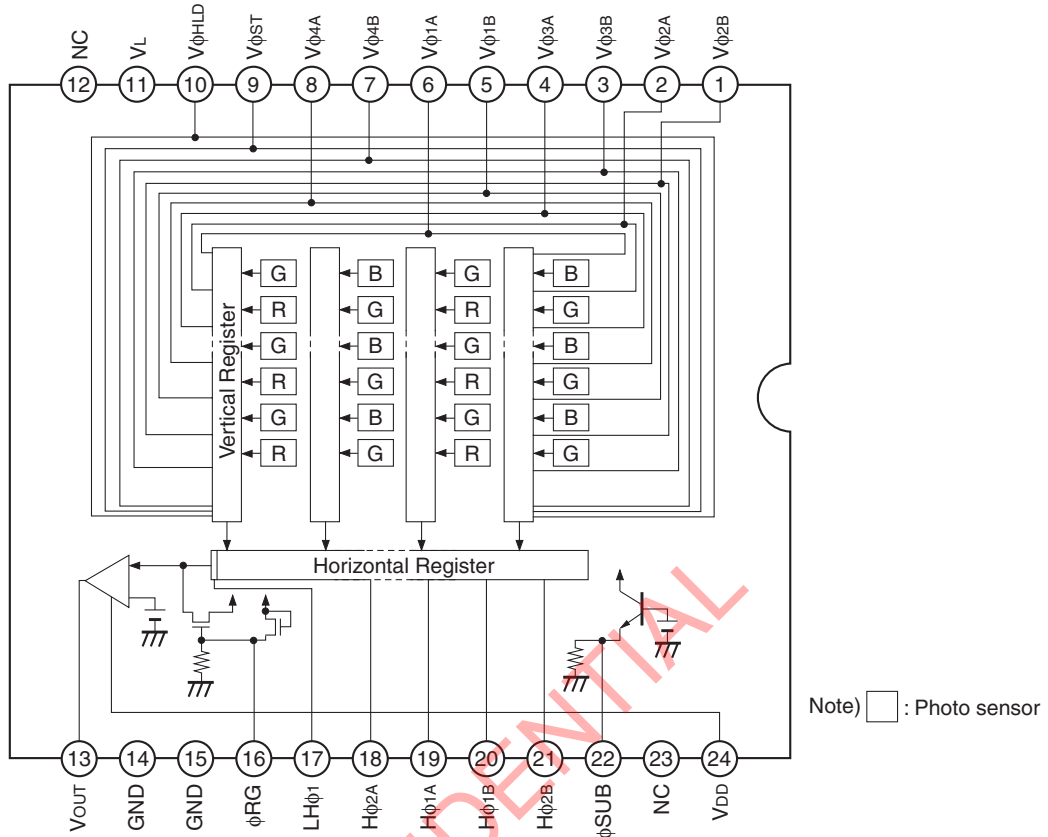 NC VL VφHLD VφST Vφ4A Vφ4B Vφ1A Vφ1B Vφ3A Vφ3B Vφ2A Vφ2B
12 11 10 9 8 7 6 5 4 3 2 1
Vertical Register
G B G B
R G R G
G B G B
R G R G
G B G B
R G R G
Horizontal Register
Note) : Photo sensor
13 14 15 16 17 18 19 20 21 22 23 24
VOUT GND GND φRG LHφ1 Hφ2A Hφ1A Hφ1B Hφ2B φSUB NC VDD
IDENTIAL